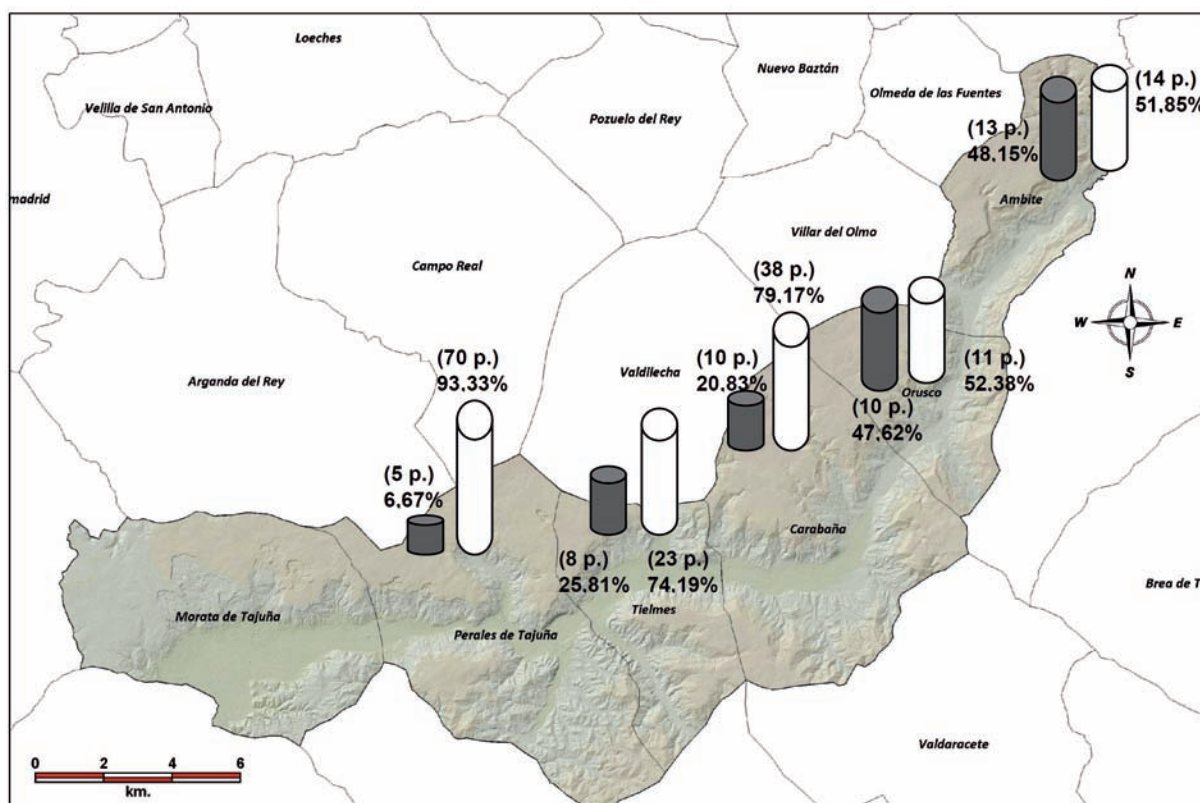 Loeches
Nuevo Baztán
Velilla de San Antonio
Olmeda de las Fuentes
Pozuelo del Rey
(14 p.)
51,85%
(13 p.)
48,15%
madrid
Ambite
Villar del Olmo
Campo Real
(38 p.)
79,17%
N
W
E
S
(70 p.)
93,33%
Arganda del Rey
Valdilecha
(10 p.)
20,83%
(11 p.)
52,38%
Orusco
(10 p.)
47,62%
(5 p.)
6,67%
Carabaña
(8 p.)
25,81%
(23 p.)
74,19%
Brea de T
Morata de Tajuña
Perales de Tajuña
Tielmes
Valdaracete
0 2 4 6
km.